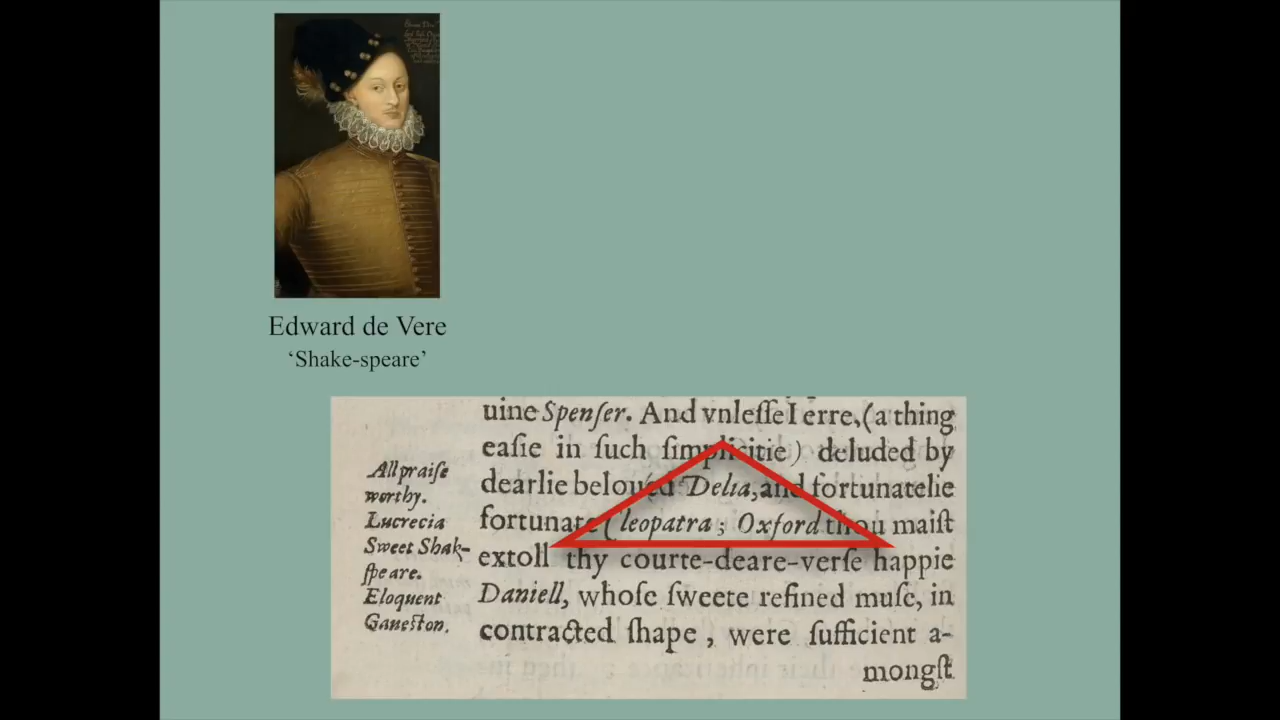 Edward de Vere
‘Shake-speare’
uine Spenſer. And vnleſſe I erre, (a thing
eaſie in ſuch ſimplicitie) deluded by
dearlie beloued Delia, and fortunatelie
fortunate Cleopatra; Oxford thou maiſt
extoll thy courte-deare-verſe happie
Daniell, whoſe ſweete refined muſe, in
contracted ſhape, were ſufficient a-
mongſt
All praiſe
worthy.
Lucrecia
Sweet Shak-
ſpeare.
Eloquent
Gaueſton.